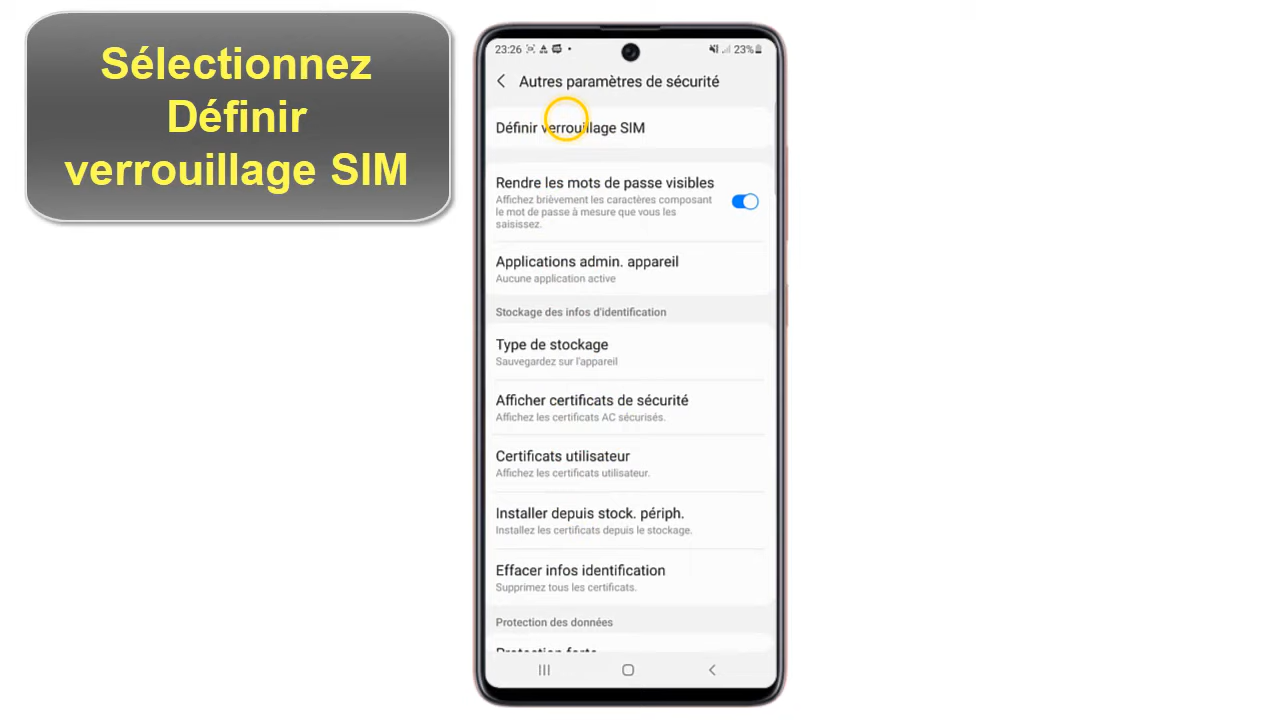 Sélectionnez
Définir
verrouillage SIM
23:26
23%
Autres paramètres de sécurité
Définir verrouillage SIM
Rendre les mots de passe visibles
Affichez brièvement les caractères composant
le mot de passe à mesure que vous les
saisissez.
Applications admin. appareil
Aucune application active
Stockage des infos d'identification
Type de stockage
Sauvegardez sur l'appareil
Afficher certificats de sécurité
Affichez les certificats AC sécurisés.
Certificats utilisateur
Affichez les certificats utilisateur.
Installer depuis stock. périph.
Installez les certificats depuis le stockage.
Effacer infos identification
Supprimez tous les certificats.
Protection des données
Protection forte